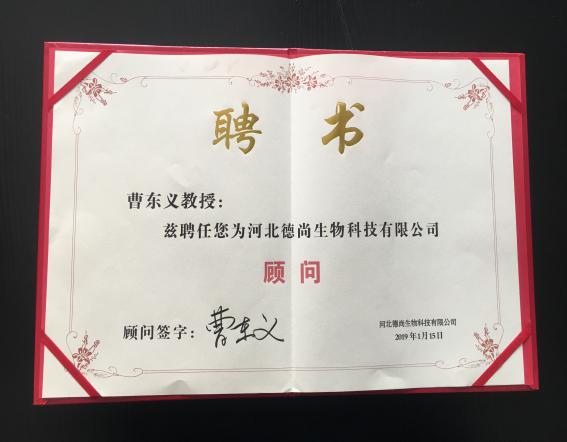 聘 书
曹东义教授：
兹聘任您为河北德尚生物科技有限公司
顾问
顾问签字：曹东义
河北德尚生物科技有限公司
2019年1月15日